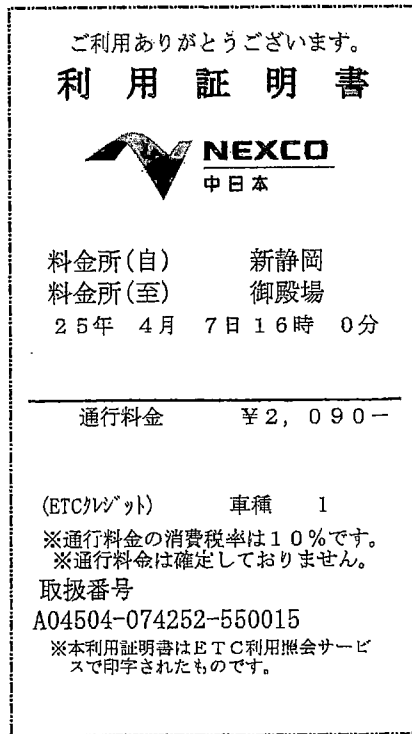 ご利用ありがとうございます。
利用証明書
NEXCO
中日本
料金所(自) 新静岡
料金所(至) 御殿場
25年 4月 7日16時 0分
通行料金 ¥2,090−
(ETCクレジット) 車種 1
※通行料金の消費税率は10%です。
※通行料金は確定しておりません。
取扱番号
A04504-074252-550015
※本利用証明書はETC利用照会サービ
スで印字されたものです。